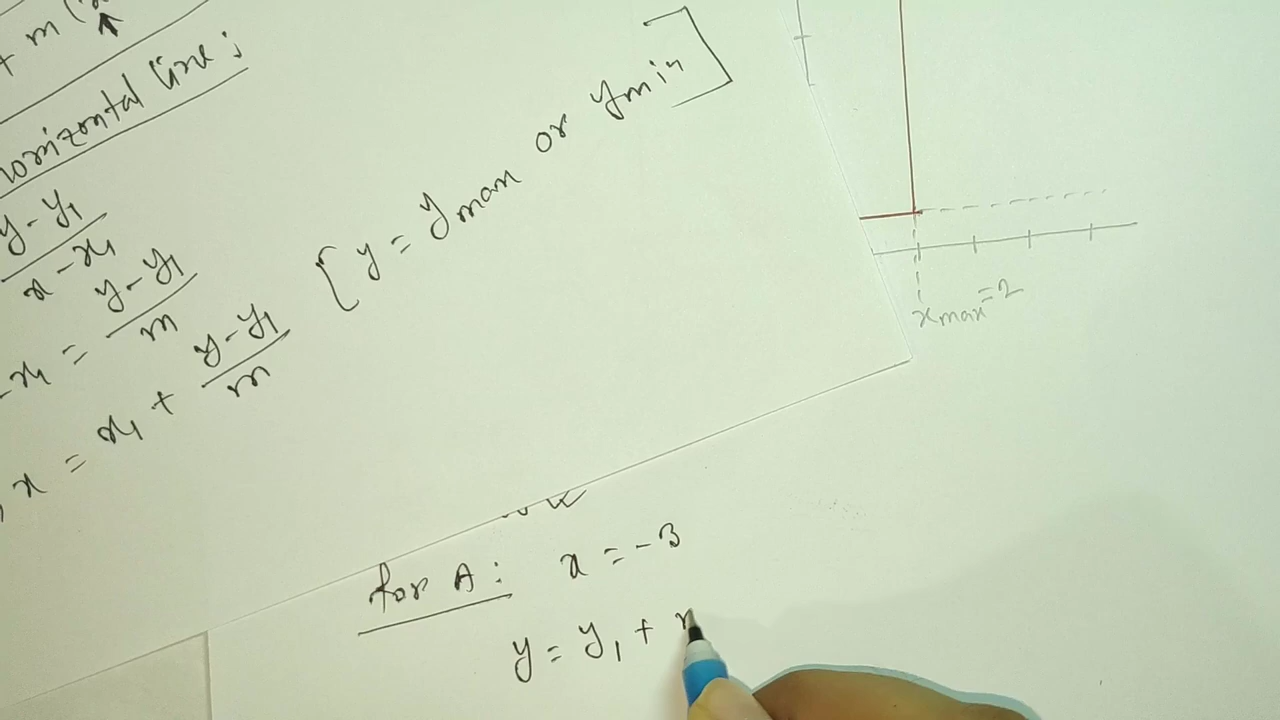 + m (
horizontal line:
y - y₁ / x - x₁
- x₁ = y - y₁ / m
x = x₁ + y - y₁ / m [y = ymax or ymin]
xmax = 2
for A: x = -3
y = y₁ +